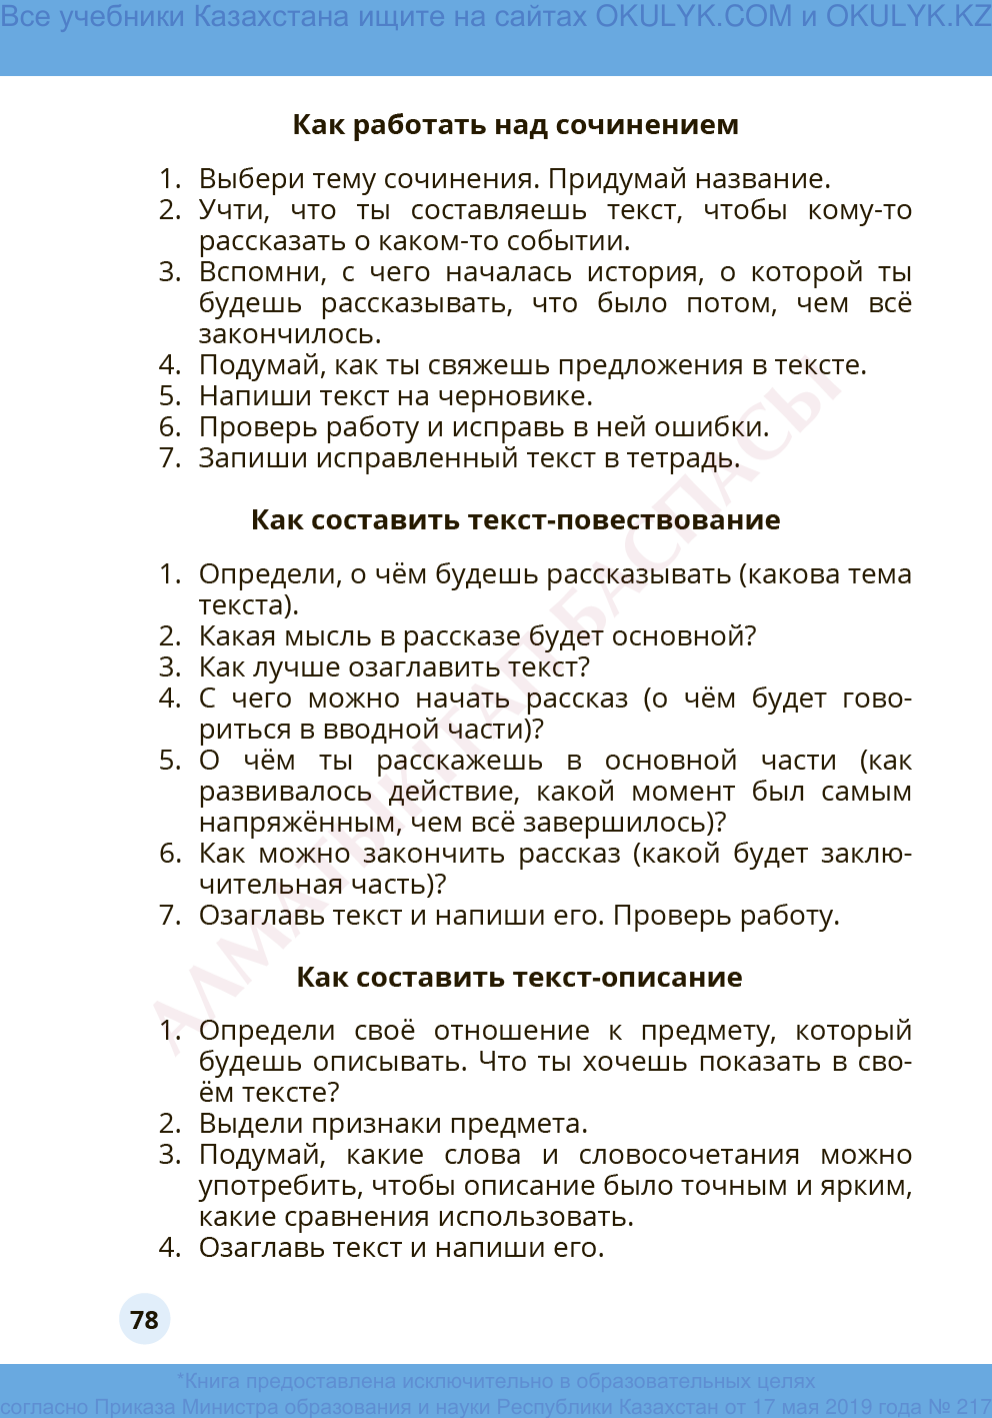 Все учебники Казахстана ищите на сайтах OKULYK.COM и OKULYK.KZ
Как работать над сочинением
1. Выбери тему сочинения. Придумай название.
2. Учти, что ты составляешь текст, чтобы кому-то
рассказать о каком-то событии.
3. Вспомни, с чего началась история, о которой ты
будешь рассказывать, что было потом, чем всё
закончилось.
4. Подумай, как ты свяжешь предложения в тексте.
5. Напиши текст на черновике.
6. Проверь работу и исправь в ней ошибки.
7. Запиши исправленный текст в тетрадь.
Как составить текст-повествование
1. Определи, о чём будешь рассказывать (какова тема
текста).
2. Какая мысль в рассказе будет основной?
3. Как лучше озаглавить текст?
4. С чего можно начать рассказ (о чём будет гово-
риться в вводной части)?
5. О чём ты расскажешь в основной части (как
развивалось действие, какой момент был самым
напряжённым, чем всё завершилось)?
6. Как можно закончить рассказ (какой будет заклю-
чительная часть)?
7. Озаглавь текст и напиши его. Проверь работу.
Как составить текст-описание
1. Определи своё отношение к предмету, который
будешь описывать. Что ты хочешь показать в сво-
ём тексте?
2. Выдели признаки предмета.
3. Подумай, какие слова и словосочетания можно
употребить, чтобы описание было точным и ярким,
какие сравнения использовать.
4. Озаглавь текст и напиши его.
АЛМАТЫКІТАП БАСПАСЫ
78
*Книга предоставлена исключительно в образовательных целях
согласно Приказа Министра образования и науки Республики Казахстан от 17 мая 2019 года № 217